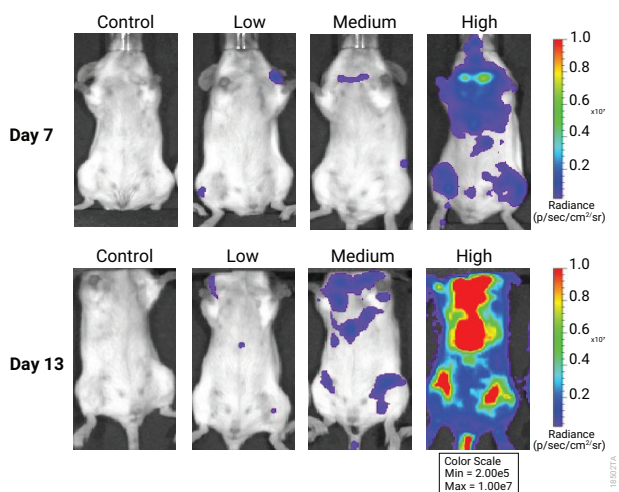 Control Low Medium High
Day 7
1.0
0.8
0.6
x10⁷
0.4
0.2
Radiance
(p/sec/cm²/sr)
Control Low Medium High
Day 13
1.0
0.8
0.6
x10⁷
0.4
0.2
Radiance
(p/sec/cm²/sr)
Color Scale
Min = 2.00e5
Max = 1.00e7
18502TA